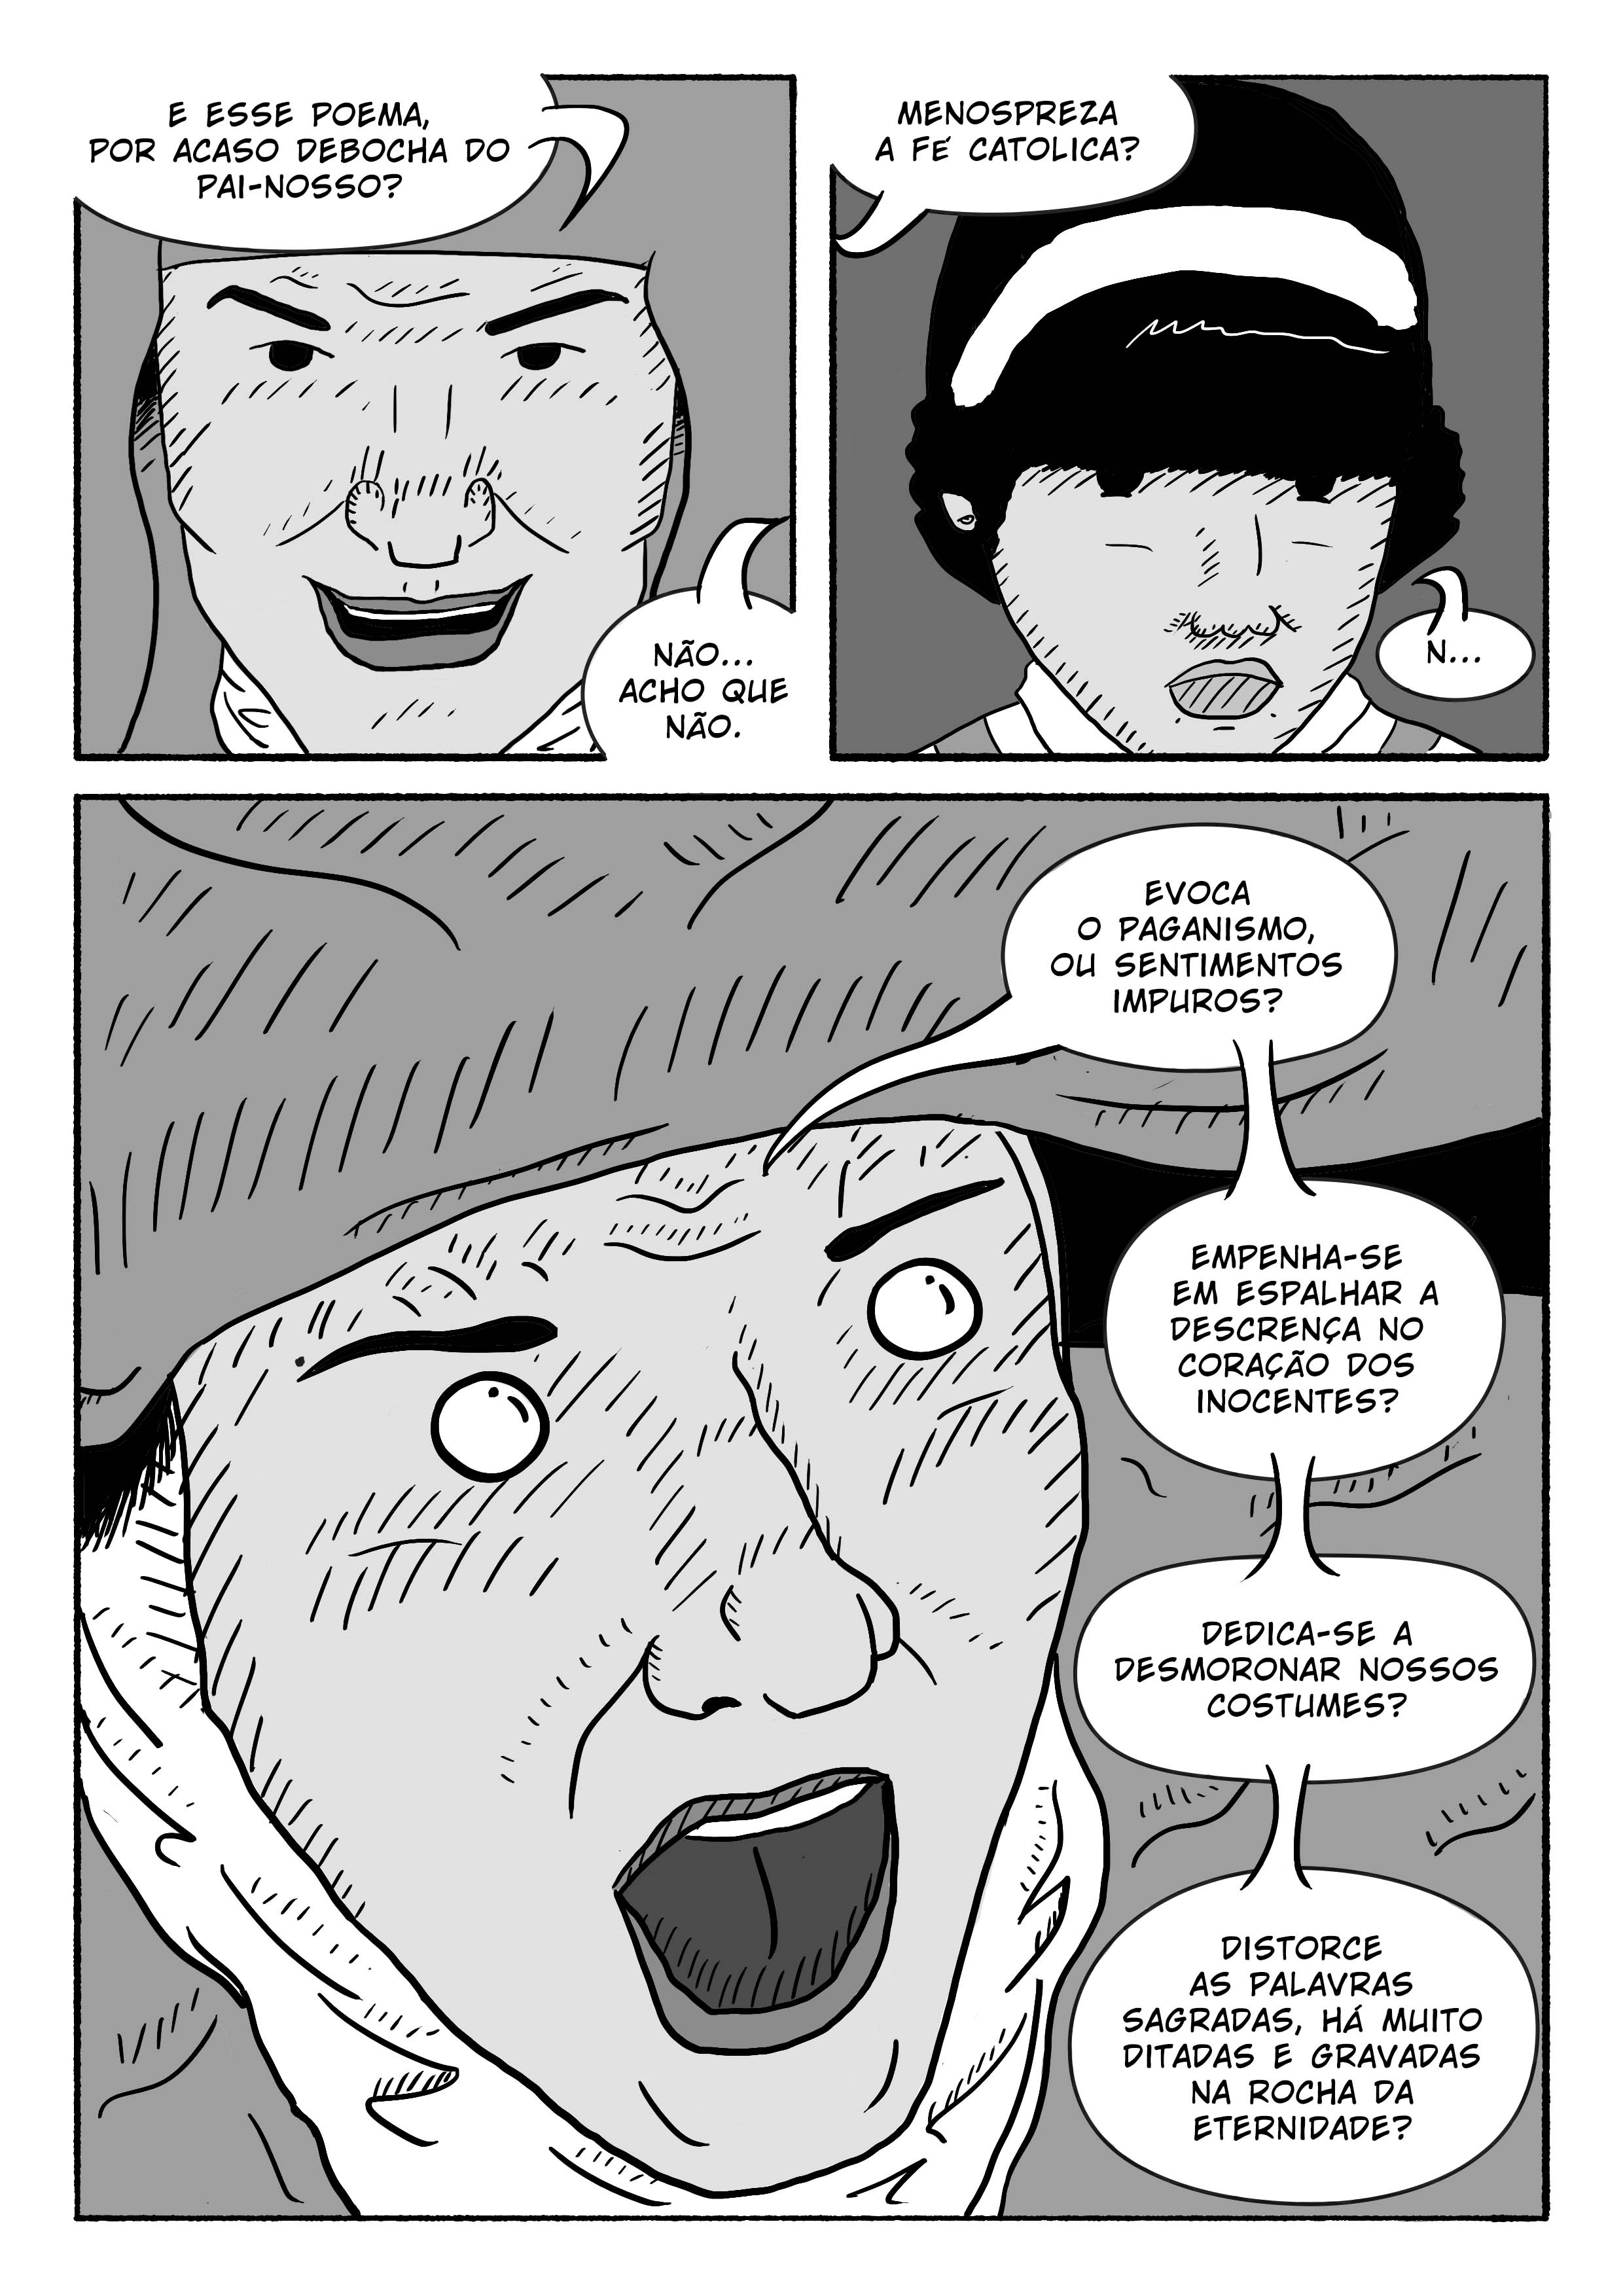 E ESSE POEMA,
POR ACASO DEBOCHA DO
PAI-NOSSO?
NÃO...
ACHO QUE
NÃO.
MENOSPREZA
A FÉ CATOLICA?
N...
EVOCA
O PAGANISMO,
OU SENTIMENTOS
IMPUROS?
EMPENHA-SE
EM ESPALHAR A
DESCRENÇA NO
CORAÇÃO DOS
INOCENTES?
DEDICA-SE A
DESMORONAR NOSSOS
COSTUMES?
DISTORCE
AS PALAVRAS
SAGRADAS, HÁ MUITO
DITADAS E GRAVADAS
NA ROCHA DA
ETERNIDADE?